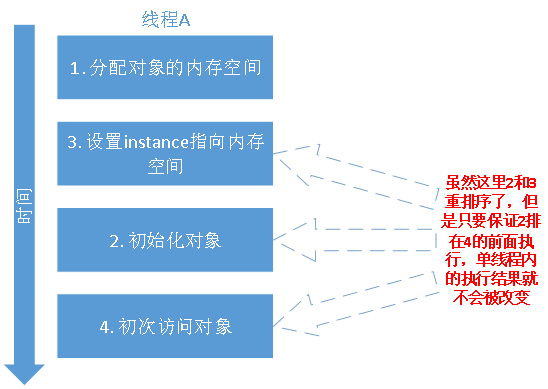 线程A
1. 分配对象的内存空间
3. 设置instance指向内存
空间
2. 初始化对象
4. 初次访问对象
时间
虽然这里2和3
重排序了，但
是只要保证2排
在4的前面执
行，单线程内
的执行结果就
不会被改变